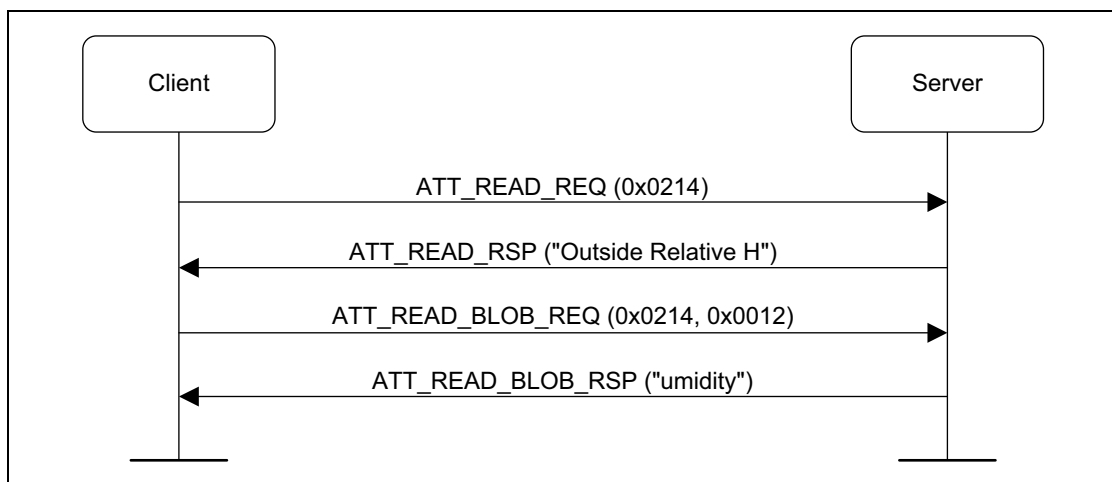 Client
Server
ATT_READ_REQ (0x0214)
ATT_READ_RSP ("Outside Relative H")
ATT_READ_BLOB_REQ (0x0214, 0x0012)
ATT_READ_BLOB_RSP ("umidity")